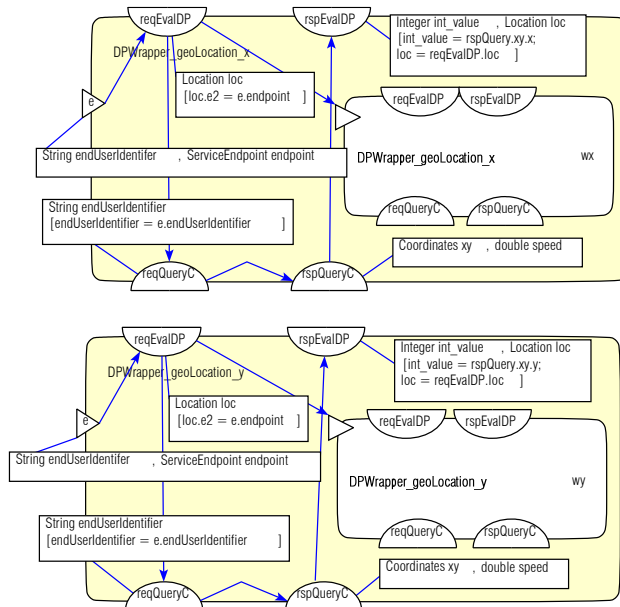 reqEvalDP
rspEvalDP
Integer int_value , Location loc
[int_value = rspQuery.xy.x;
loc = reqEvalDP.loc ]
DPWrapper_geoLocation_x
Location loc
[loc.e2 = e.endpoint ]
e
reqEvalDP
rspEvalDP
String endUserIdentifer , ServiceEndpoint endpoint
DPWrapper_geoLocation_x
wx
String endUserIdentifier
[endUserIdentifier = e.endUserIdentifier ]
reqQueryC
rspQueryC
Coordinates xy , double speed
reqQueryC
rspQueryC
reqEvalDP
rspEvalDP
Integer int_value , Location loc
[int_value = rspQuery.xy.y;
loc = reqEvalDP.loc ]
DPWrapper_geoLocation_y
Location loc
[loc.e2 = e.endpoint ]
e
reqEvalDP
rspEvalDP
String endUserIdentifer , ServiceEndpoint endpoint
DPWrapper_geoLocation_y
wy
String endUserIdentifier
[endUserIdentifier = e.endUserIdentifier ]
reqQueryC
rspQueryC
Coordinates xy , double speed
reqQueryC
rspQueryC